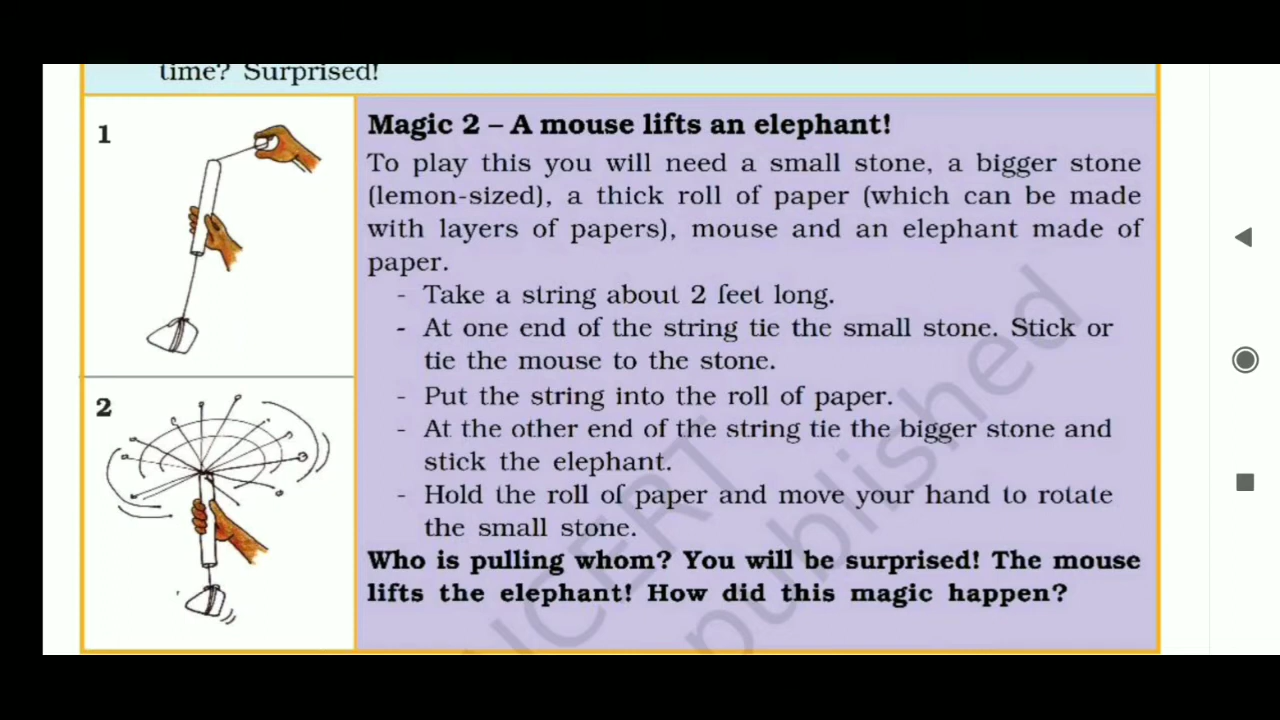 time? Surprised!
1
Magic 2 – A mouse lifts an elephant!
To play this you will need a small stone, a bigger stone
(lemon-sized), a thick roll of paper (which can be made
with layers of papers), mouse and an elephant made of
paper.
- Take a string about 2 feet long.
- At one end of the string tie the small stone. Stick or
tie the mouse to the stone.
- Put the string into the roll of paper.
2
- At the other end of the string tie the bigger stone and
stick the elephant.
- Hold the roll of paper and move your hand to rotate
the small stone.
Who is pulling whom? You will be surprised! The mouse
lifts the elephant! How did this magic happen?
NCERT
published